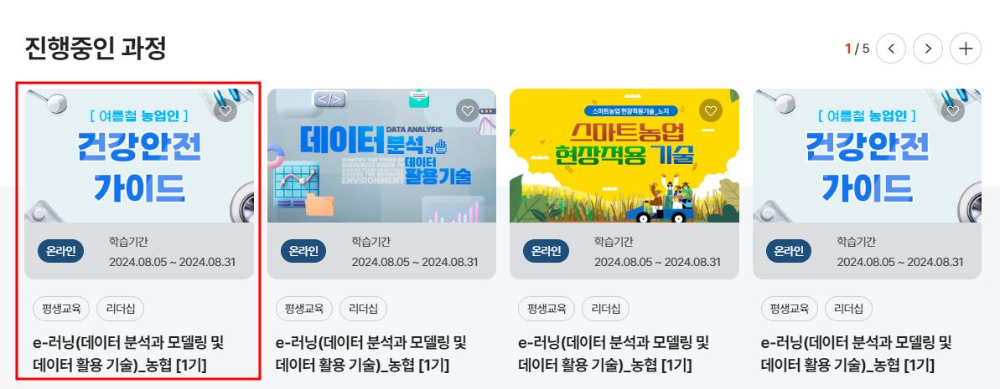 진행중인 과정
1 / 5
[ 여름철 농업인 ]
건강안전
가이드
온라인
학습기간
2024.08.05 ~ 2024.08.31
평생교육
리더십
e-러닝(데이터 분석과 모델링 및
데이터 활용 기술)_농협 [1기]
</>
데이터
DATA ANALYSIS
분석과
데이터
활용기술
IDENTIFY THE TYPES OF
RESOURCES NEEDS FO
ENVIRONMENT
온라인
학습기간
2024.08.05 ~ 2024.08.31
평생교육
리더십
e-러닝(데이터 분석과 모델링 및
데이터 활용 기술)_농협 [1기]
스마트농업 현장적용기술_노지
스마트농업
현장적용 기술
온라인
학습기간
2024.08.05 ~ 2024.08.31
평생교육
리더십
e-러닝(데이터 분석과 모델링 및
데이터 활용 기술)_농협 [1기]
[ 여름철 농업인 ]
건강안전
가이드
온라인
학습기간
2024.08.05 ~ 2024.08.31
평생교육
리더십
e-러닝(데이터 분석과 모델링 및
데이터 활용 기술)_농협 [1기]